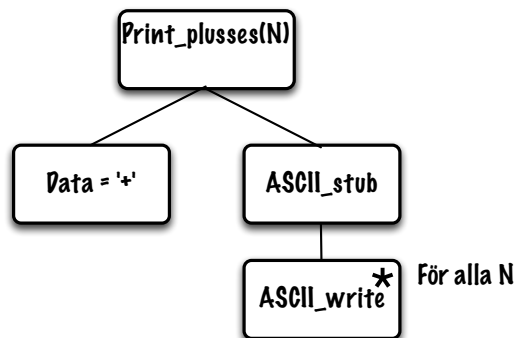 Print_plusses(N)
Data = '+'
ASCII_stub
ASCII_write*
För alla N